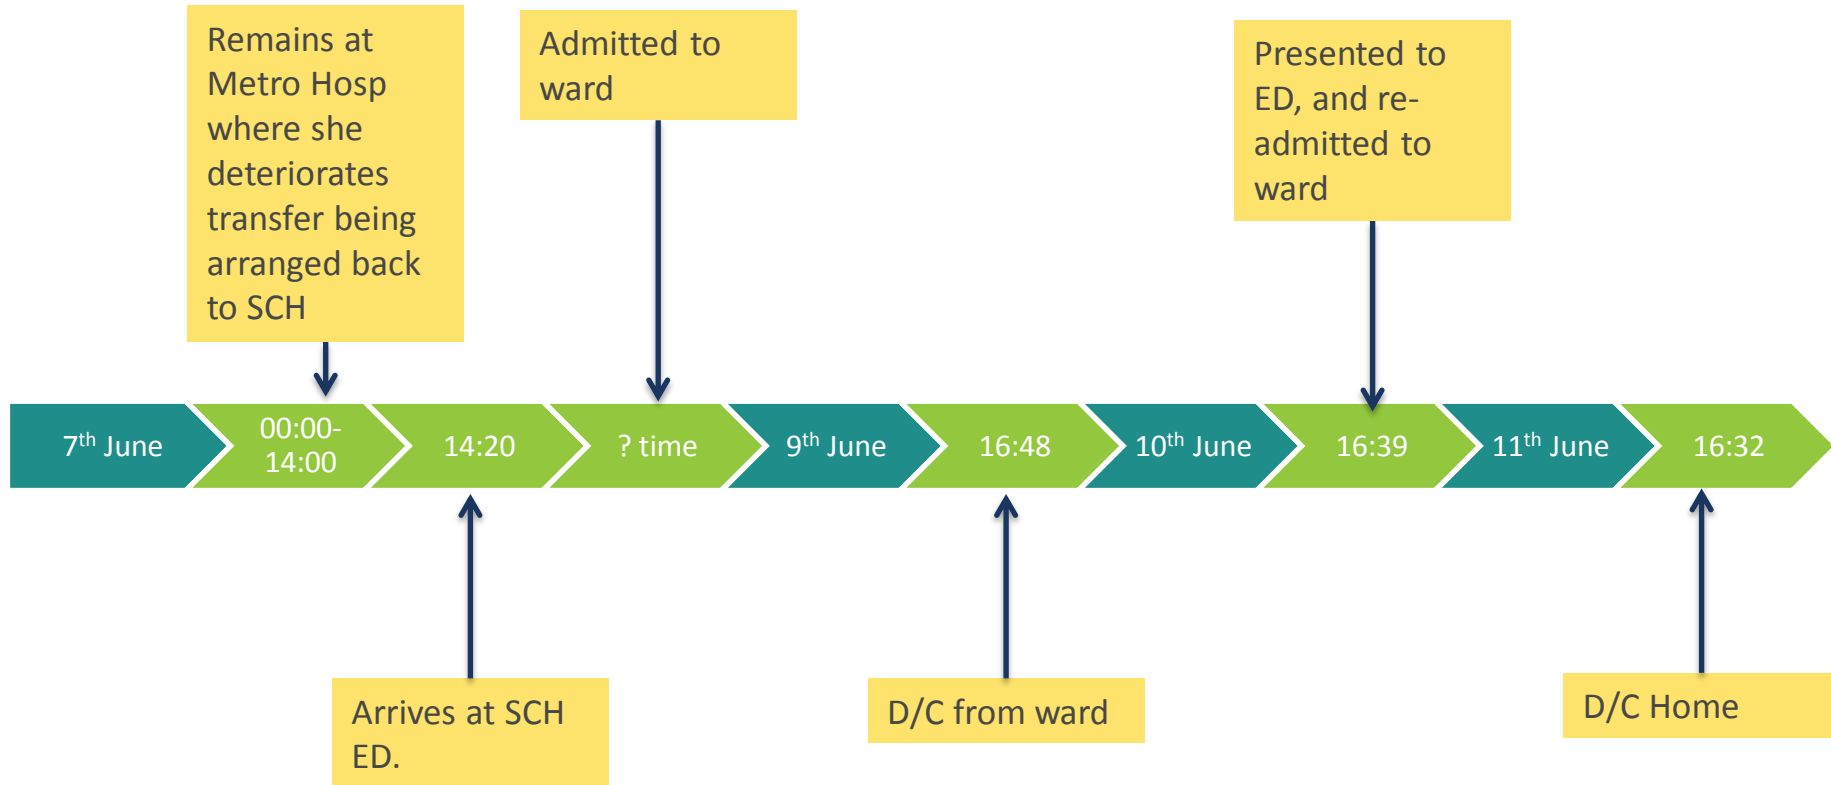 Remains at
Metro Hosp
where she
deteriorates
transfer being
arranged back
to SCH
Admitted to
ward
Presented to
ED, and re-
admitted to
ward
7th June
00:00-
14:00
14:20
? time
9th June
16:48
10th June
16:39
11th June
16:32
Arrives at SCH
ED.
D/C from ward
D/C Home